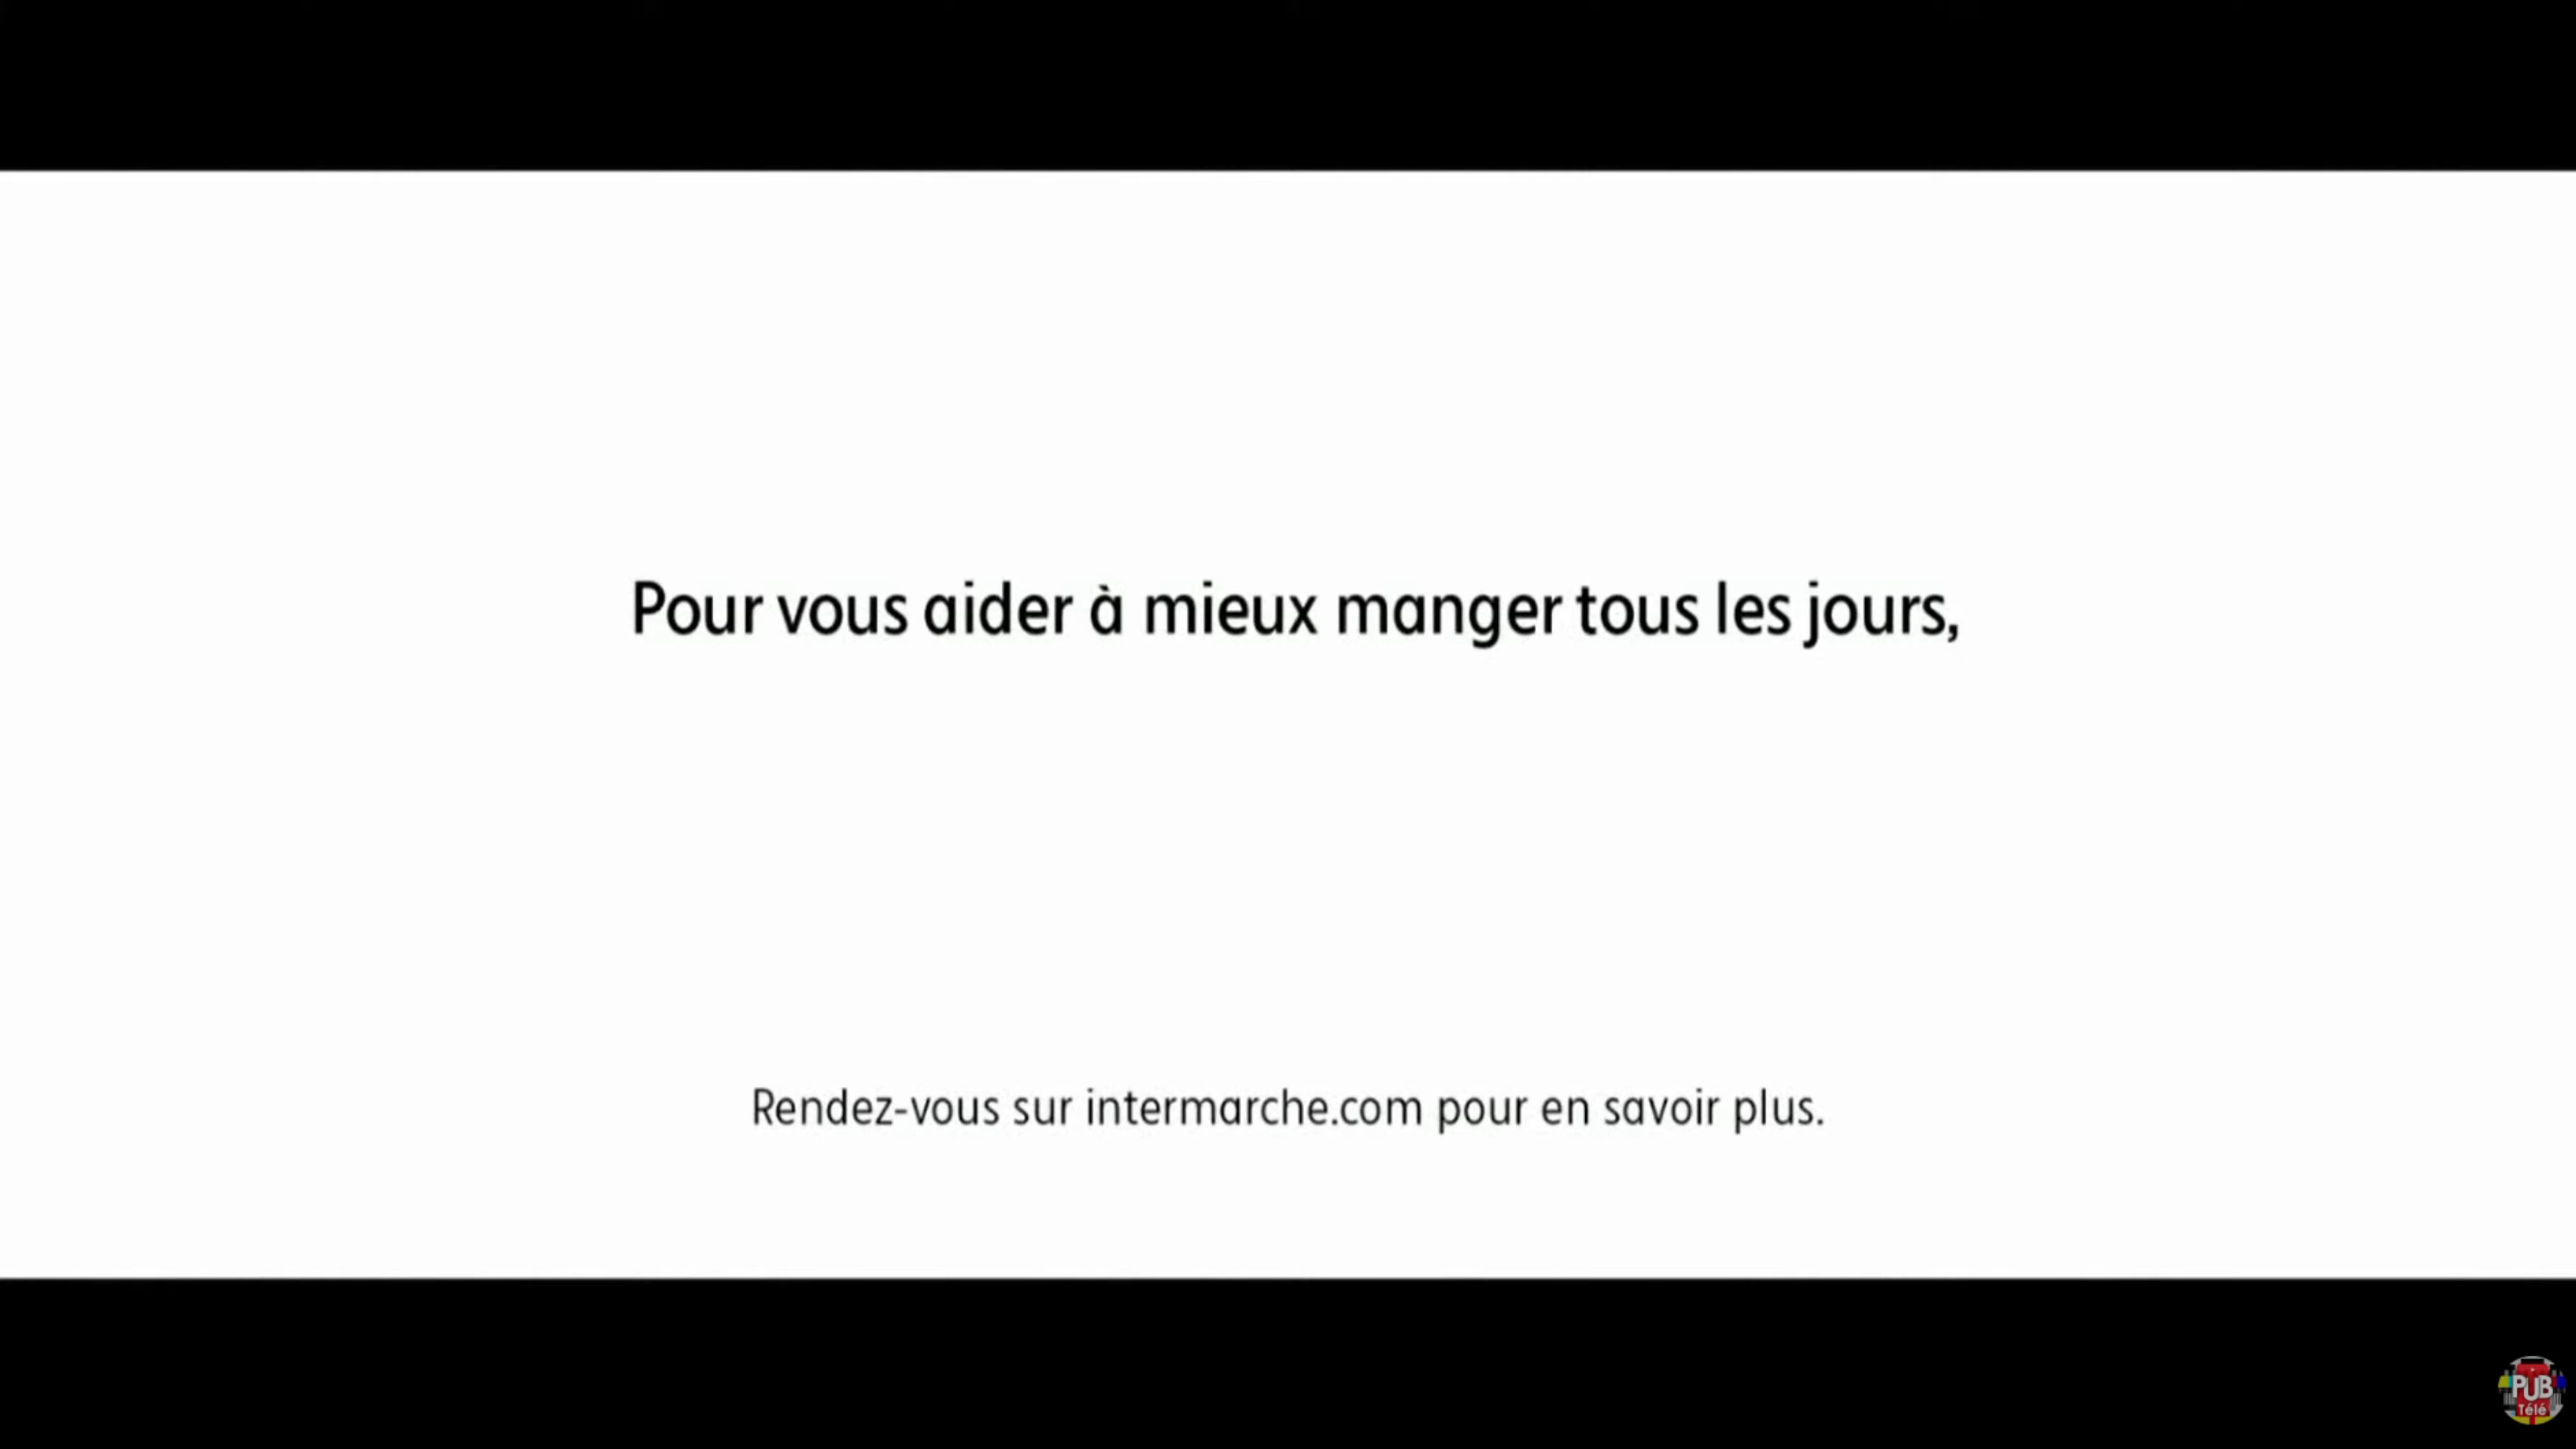 Pour vous aider à mieux manger tous les jours,
Rendez-vous sur intermarche.com pour en savoir plus.
PUB
Télé